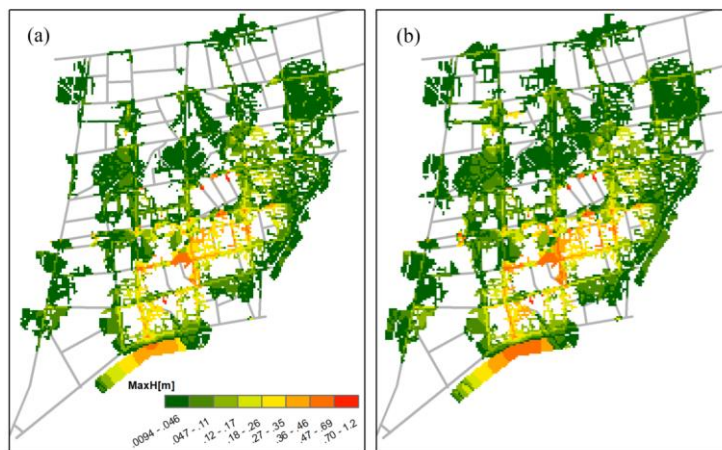 (a)
(b)
MaxH[m]
.0094 - .046
.047 - .11
.12 - .17
.18 - .26
.27 - .35
.36 - .46
.47 - .69
.70 - 1.2